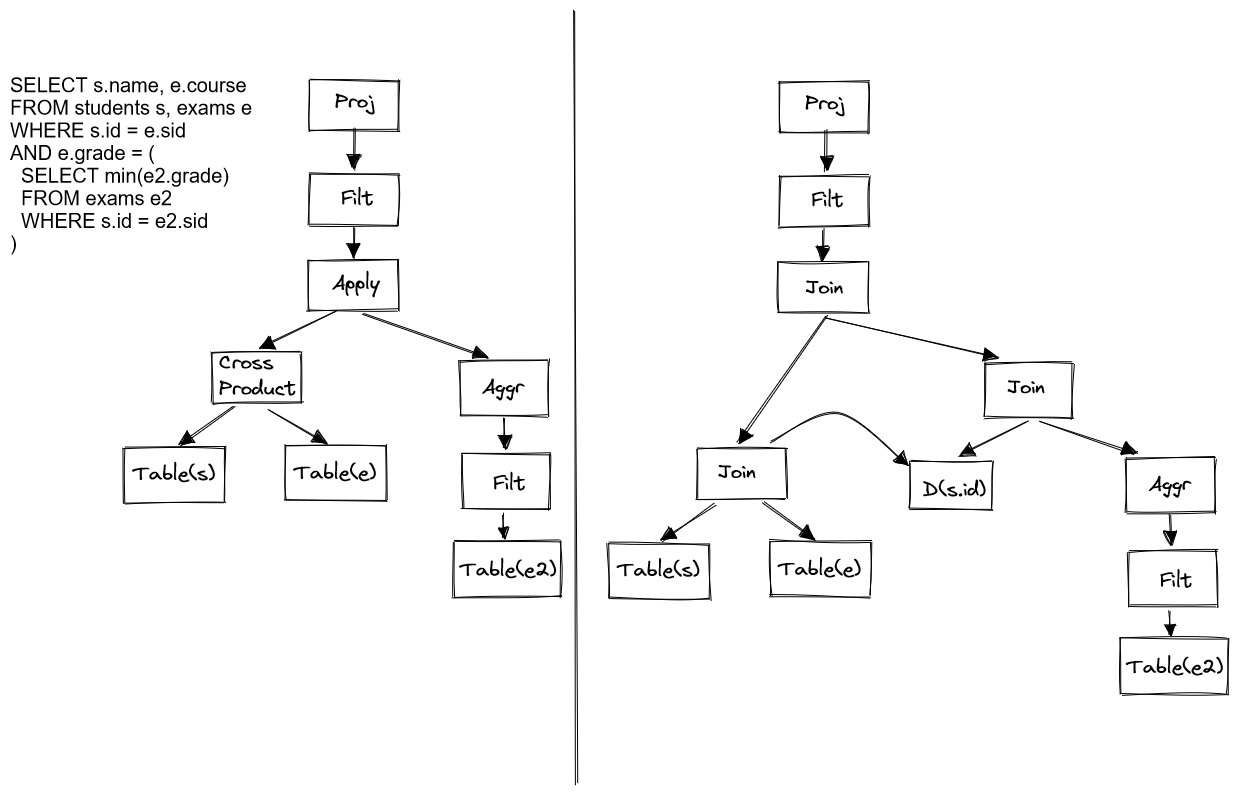 SELECT s.name, e.course
FROM students s, exams e
WHERE s.id = e.sid
AND e.grade = (
SELECT min(e2.grade)
FROM exams e2
WHERE s.id = e2.sid
)
Proj
Filt
Apply
Cross
Product
Aggr
Table(s)
Table(e)
Filt
Table(e2)
Proj
Filt
Join
Join
Join
D(s.id)
Aggr
Table(s)
Table(e)
Filt
Table(e2)